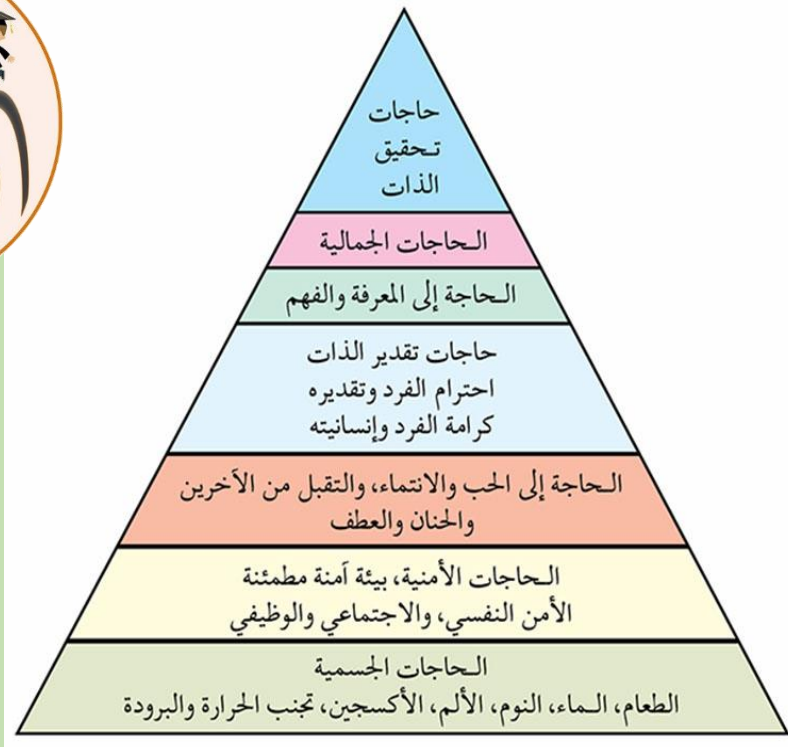 حاجات
تحقيق
الذات
الحاجات الجمالية
الحاجة إلى المعرفة والفهم
حاجات تقدير الذات
احترام الفرد وتقديره
كرامة الفرد وإنسانيته
الحاجة إلى الحب والانتماء، والتقبل من الآخرين
والحنان والعطف
الحاجات الأمنية، بيئة آمنة مطمئنة
الأمن النفسي، والاجتماعي والوظيفي
الحاجات الجسمية
الطعام، الماء، النوم، الألم، الأكسجين، تجنب الحرارة والبرودة